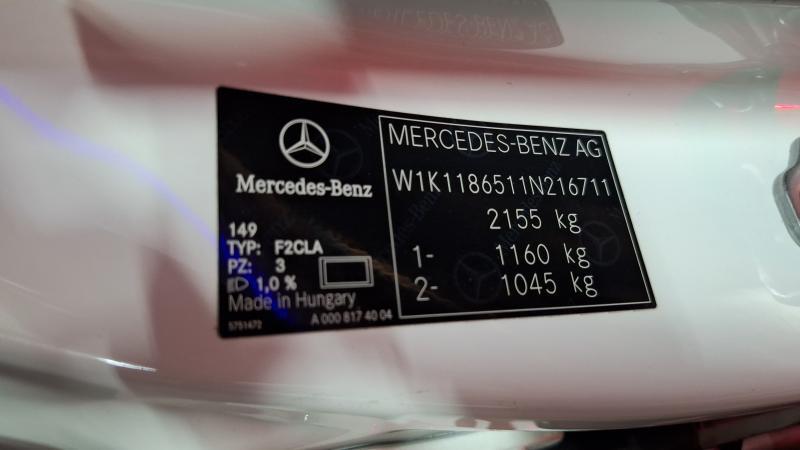 Mercedes-Benz
149
TYP: F2CLA
PZ: 3
1,0 %
Made in Hungary
5751472
A 000 817 40 04
MERCEDES-BENZ AG
W1K1186511N216711
2155 kg
1- 1160 kg
2- 1045 kg